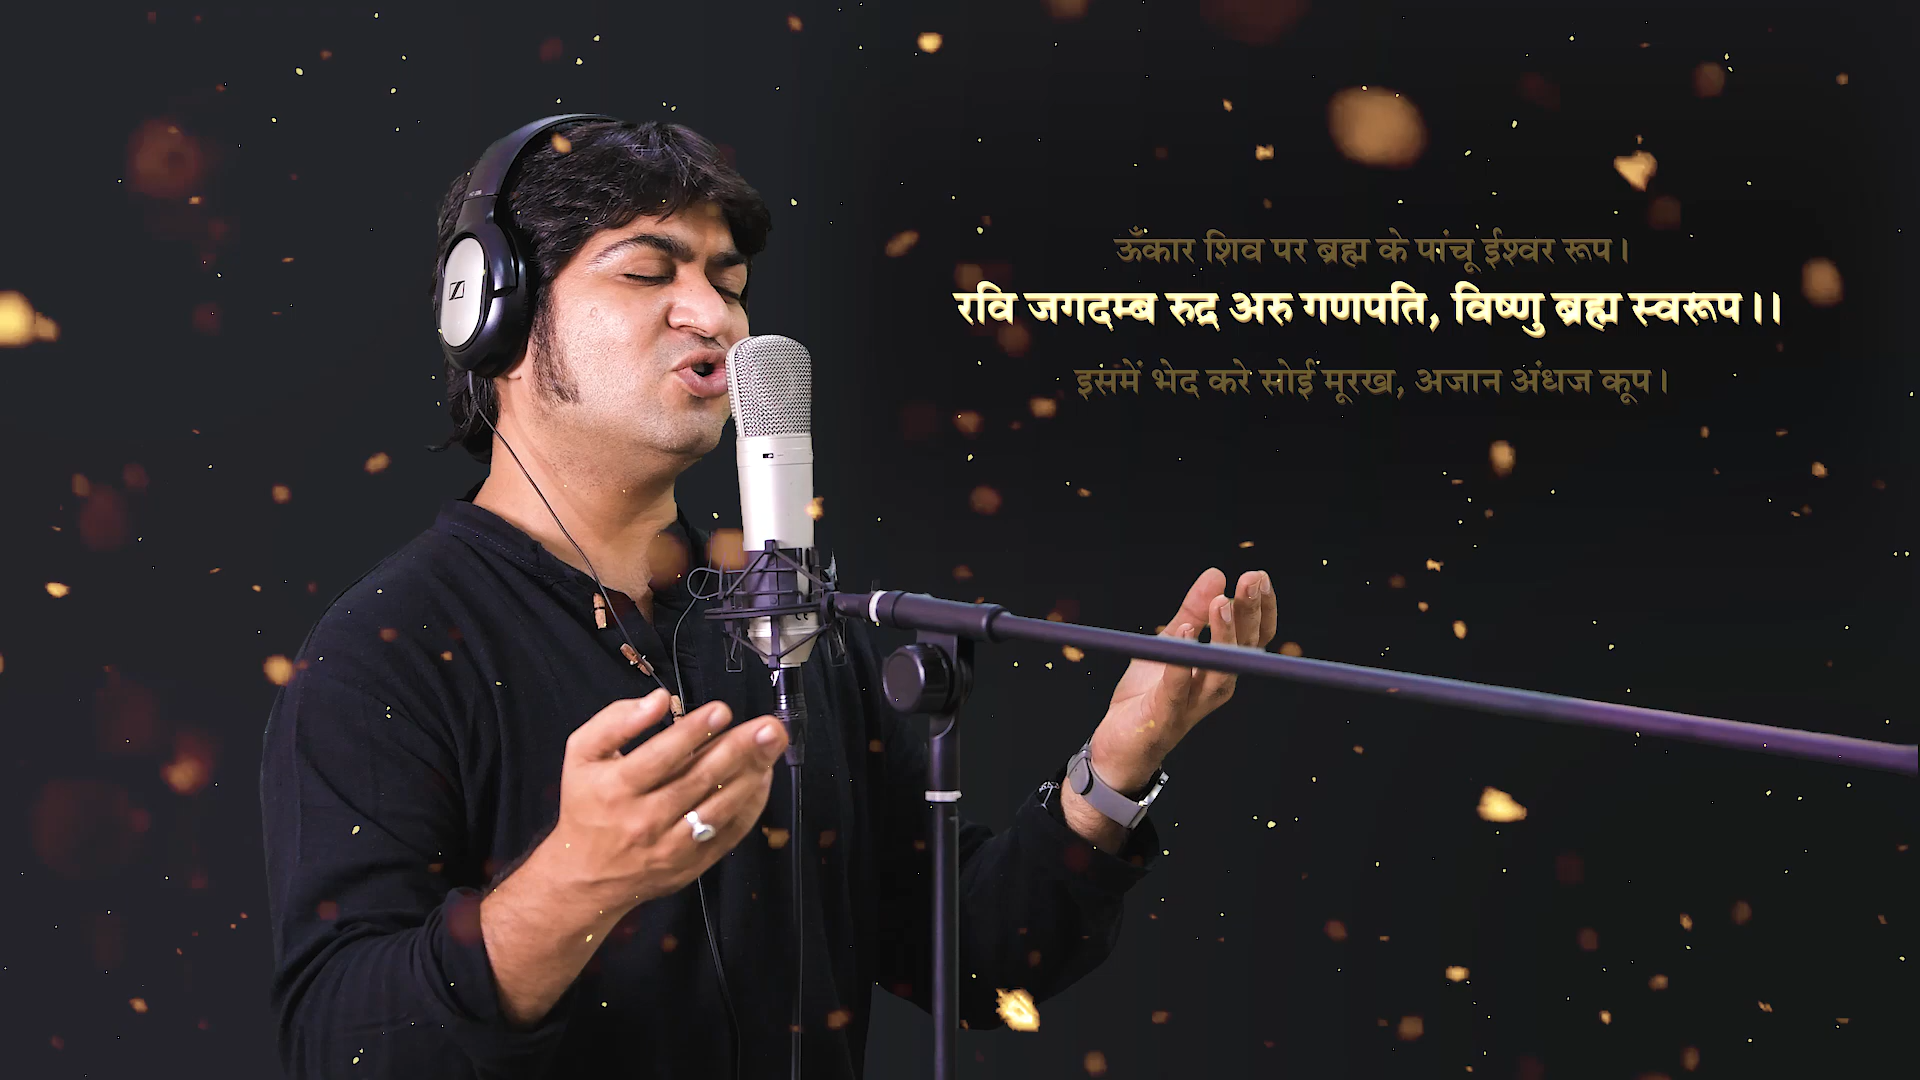 ऊँकार शिव पर ब्रह्म के पांचू ईश्वर रूप।
रवि जगदम्ब रुद्र अरु गणपति, विष्णु ब्रह्म स्वरूप।।
इसमें भेद करे सोई मूरख, अजान अंधज कूप।